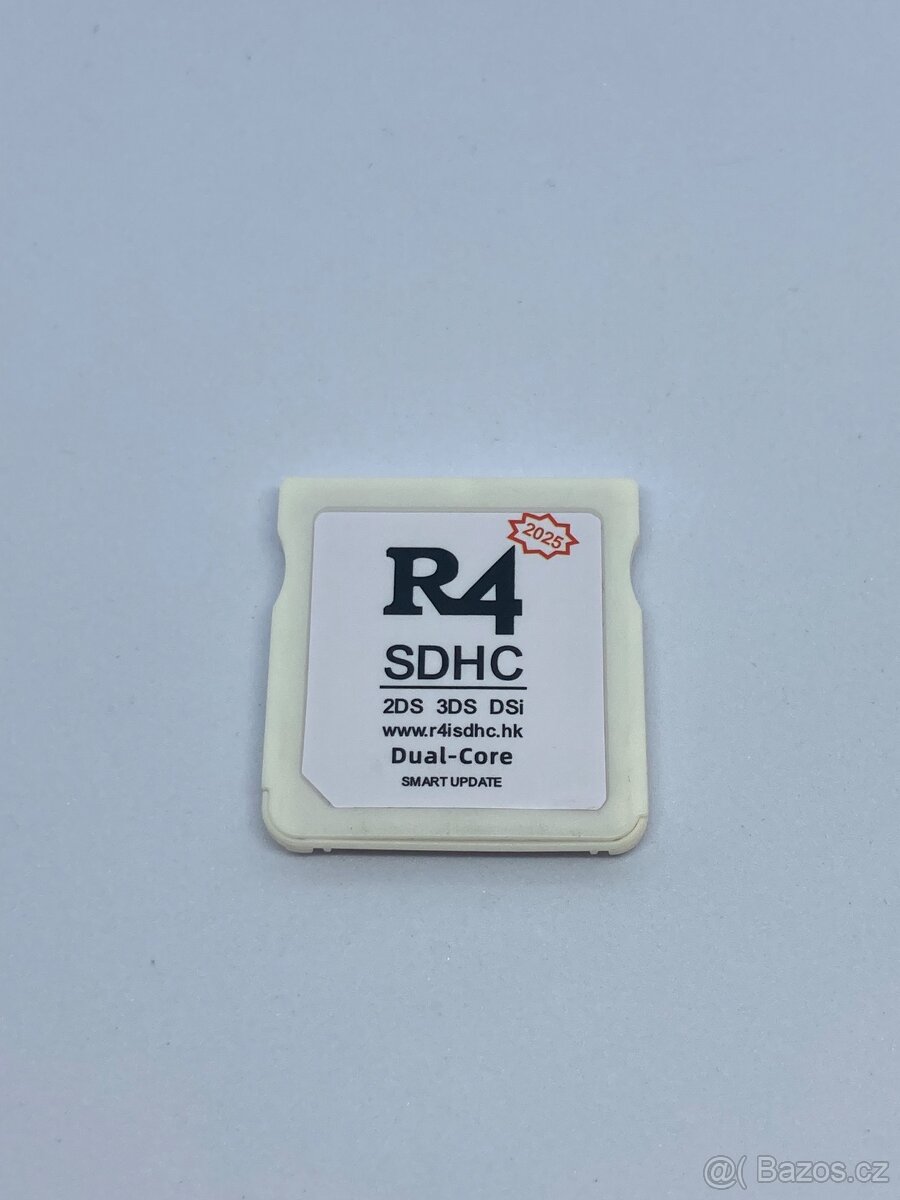 2025
R4
SDHC
2DS 3DS DSi
www.r4isdhc.hk
Dual-Core
SMART UPDATE
@( Bazos.cz